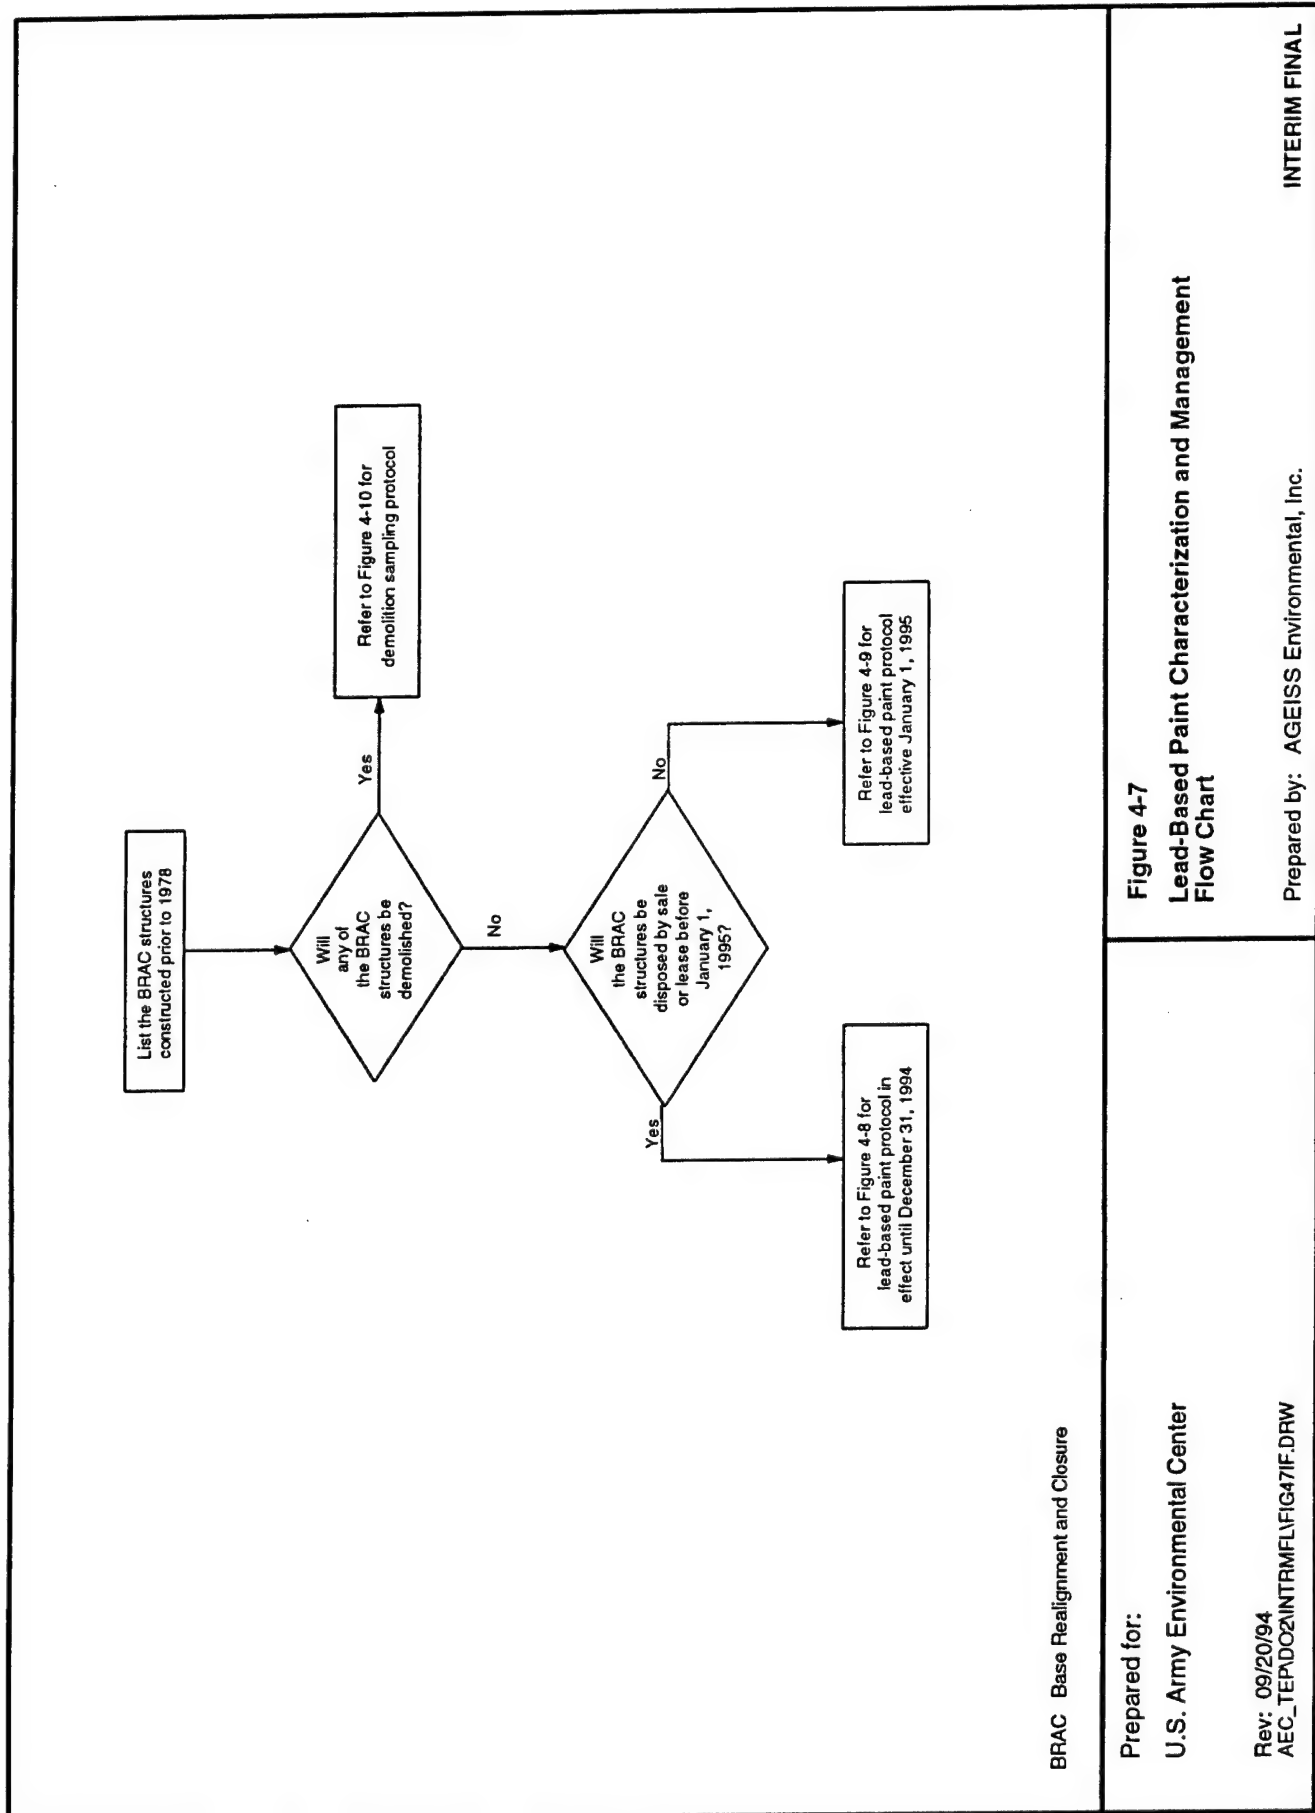 List the BRAC structures
constructed prior to 1978
Will
any of
the BRAC
structures be
demolished?
Yes
Refer to Figure 4-10 for
demolition sampling protocol
No
Will
the BRAC
structures be
disposed by sale
or lease before
January 1,
1995?
Yes
No
Refer to Figure 4-8 for
lead-based paint protocol in
effect until December 31, 1994
Refer to Figure 4-9 for
lead-based paint protocol
effective January 1, 1995
BRAC Base Realignment and Closure
Prepared for:
U.S. Army Environmental Center
Rev: 09/20/94
AEC_TEP\DO2\INTRMFL\FIG47IF.DRW
Figure 4-7
Lead-Based Paint Characterization and Management
Flow Chart
Prepared by: AGEISS Environmental, Inc.
INTERIM FINAL